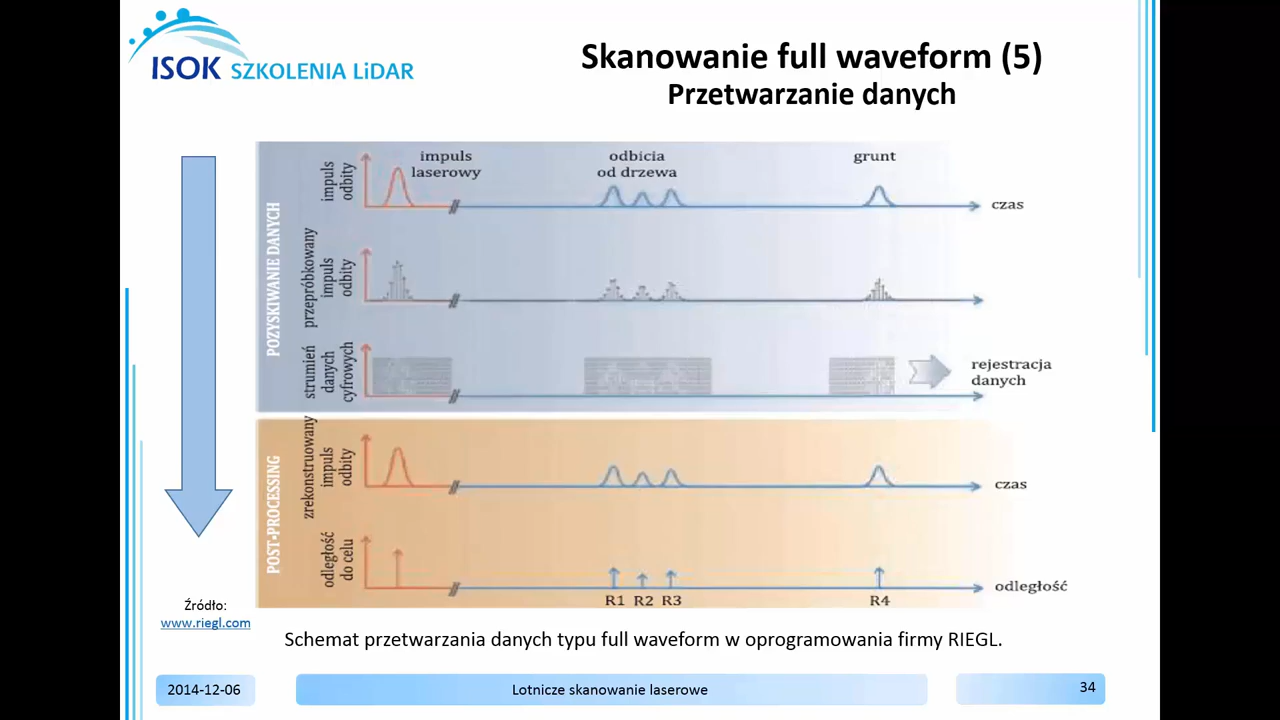 ISOK SZKOLENIA LiDAR
Skanowanie full waveform (5)
Przetwarzanie danych
POZYSKIWANIE DANYCH
impuls
odbity
impuls
laserowy
odbicia
od drzewa
grunt
czas
przepróbkowany
impuls
odbity
strumień
danych
cyfrowych
rejestracja
danych
POST-PROCESSING
zrekonstruowany
impuls
odbity
czas
odległość
do celu
odległość
R1 R2 R3 R4
Źródło:
www.riegl.com
Schemat przetwarzania danych typu full waveform w oprogramowania firmy RIEGL.
2014-12-06
Lotnicze skanowanie laserowe
34